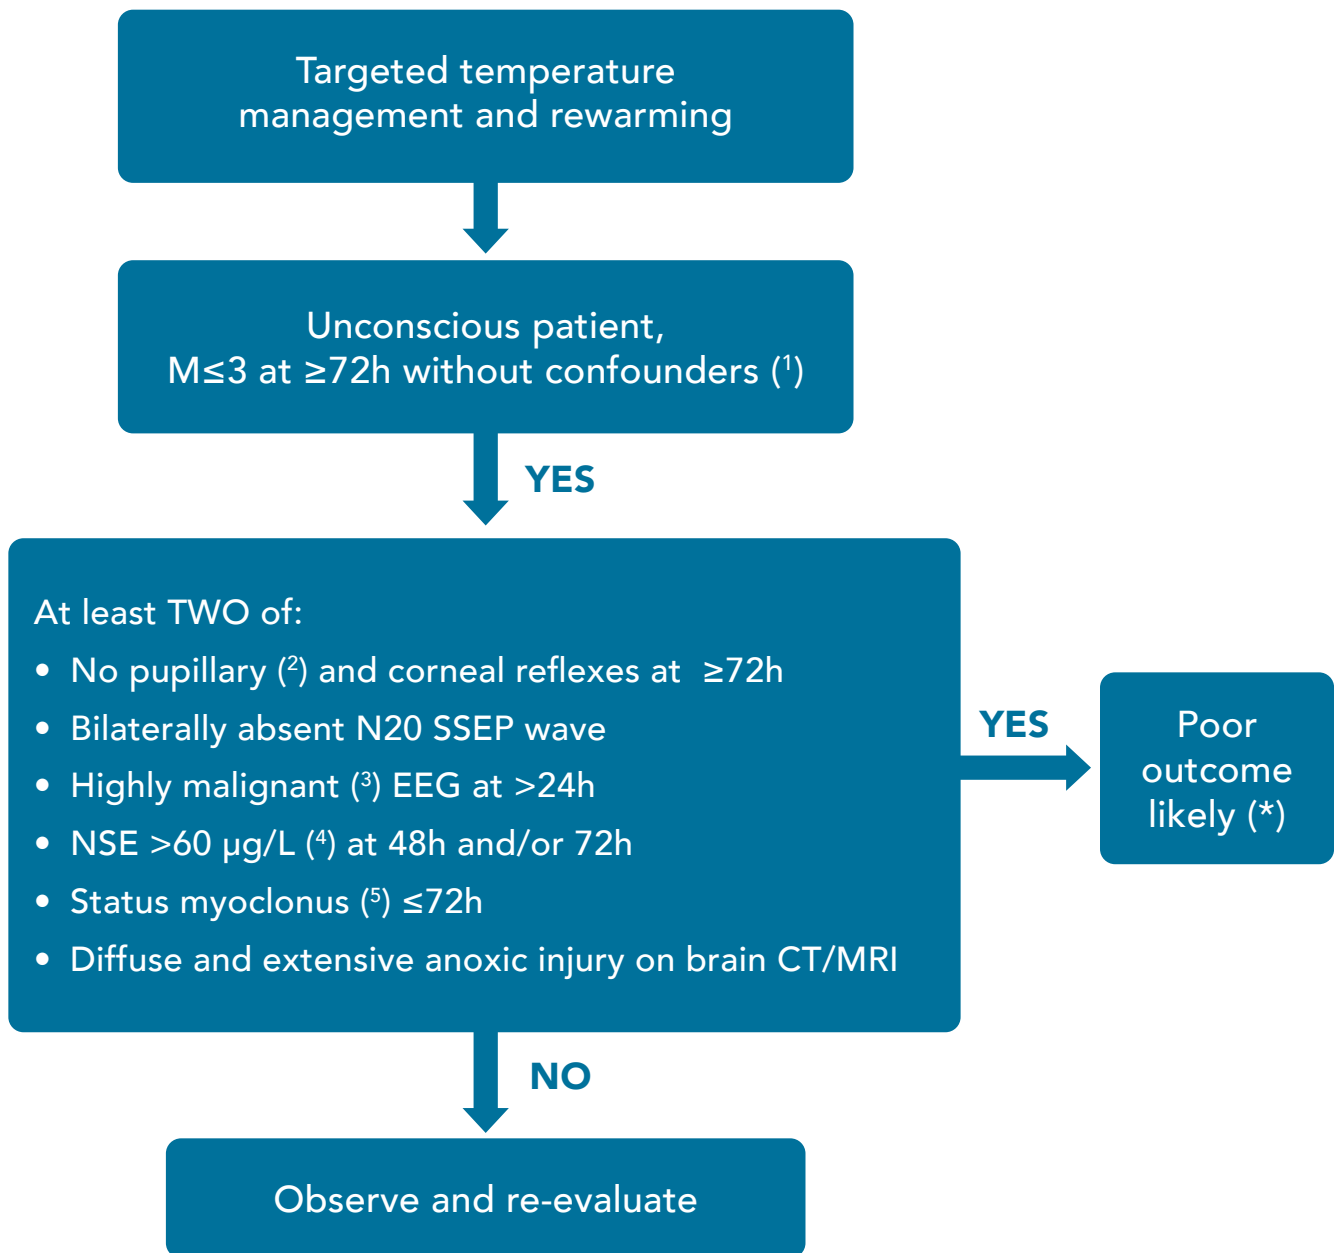 Targeted temperature
management and rewarming
Unconscious patient,
M≤3 at ≥72h without confounders (¹)
YES
At least TWO of:
• No pupillary (²) and corneal reflexes at ≥72h
• Bilaterally absent N20 SSEP wave
• Highly malignant (³) EEG at >24h
• NSE >60 µg/L (⁴) at 48h and/or 72h
• Status myoclonus (⁵) ≤72h
• Diffuse and extensive anoxic injury on brain CT/MRI
YES
Poor
outcome
likely (*)
NO
Observe and re-evaluate